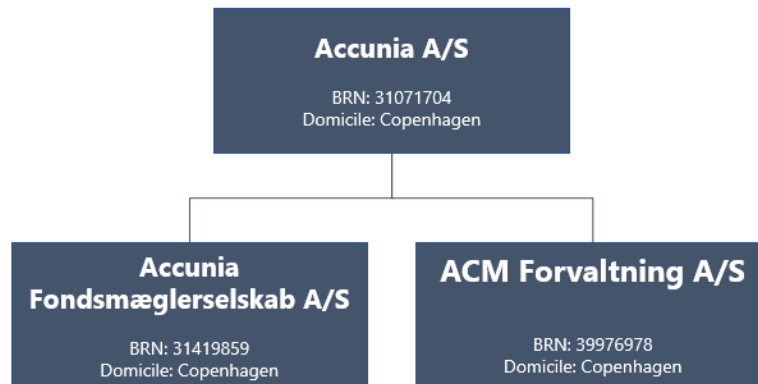 Accunia A/S
BRN: 31071704
Domicile: Copenhagen
Accunia
Fondsmæglerselskab A/S
BRN: 31419859
Domicile: Copenhagen
ACM Forvaltning A/S
BRN: 39976978
Domicile: Copenhagen